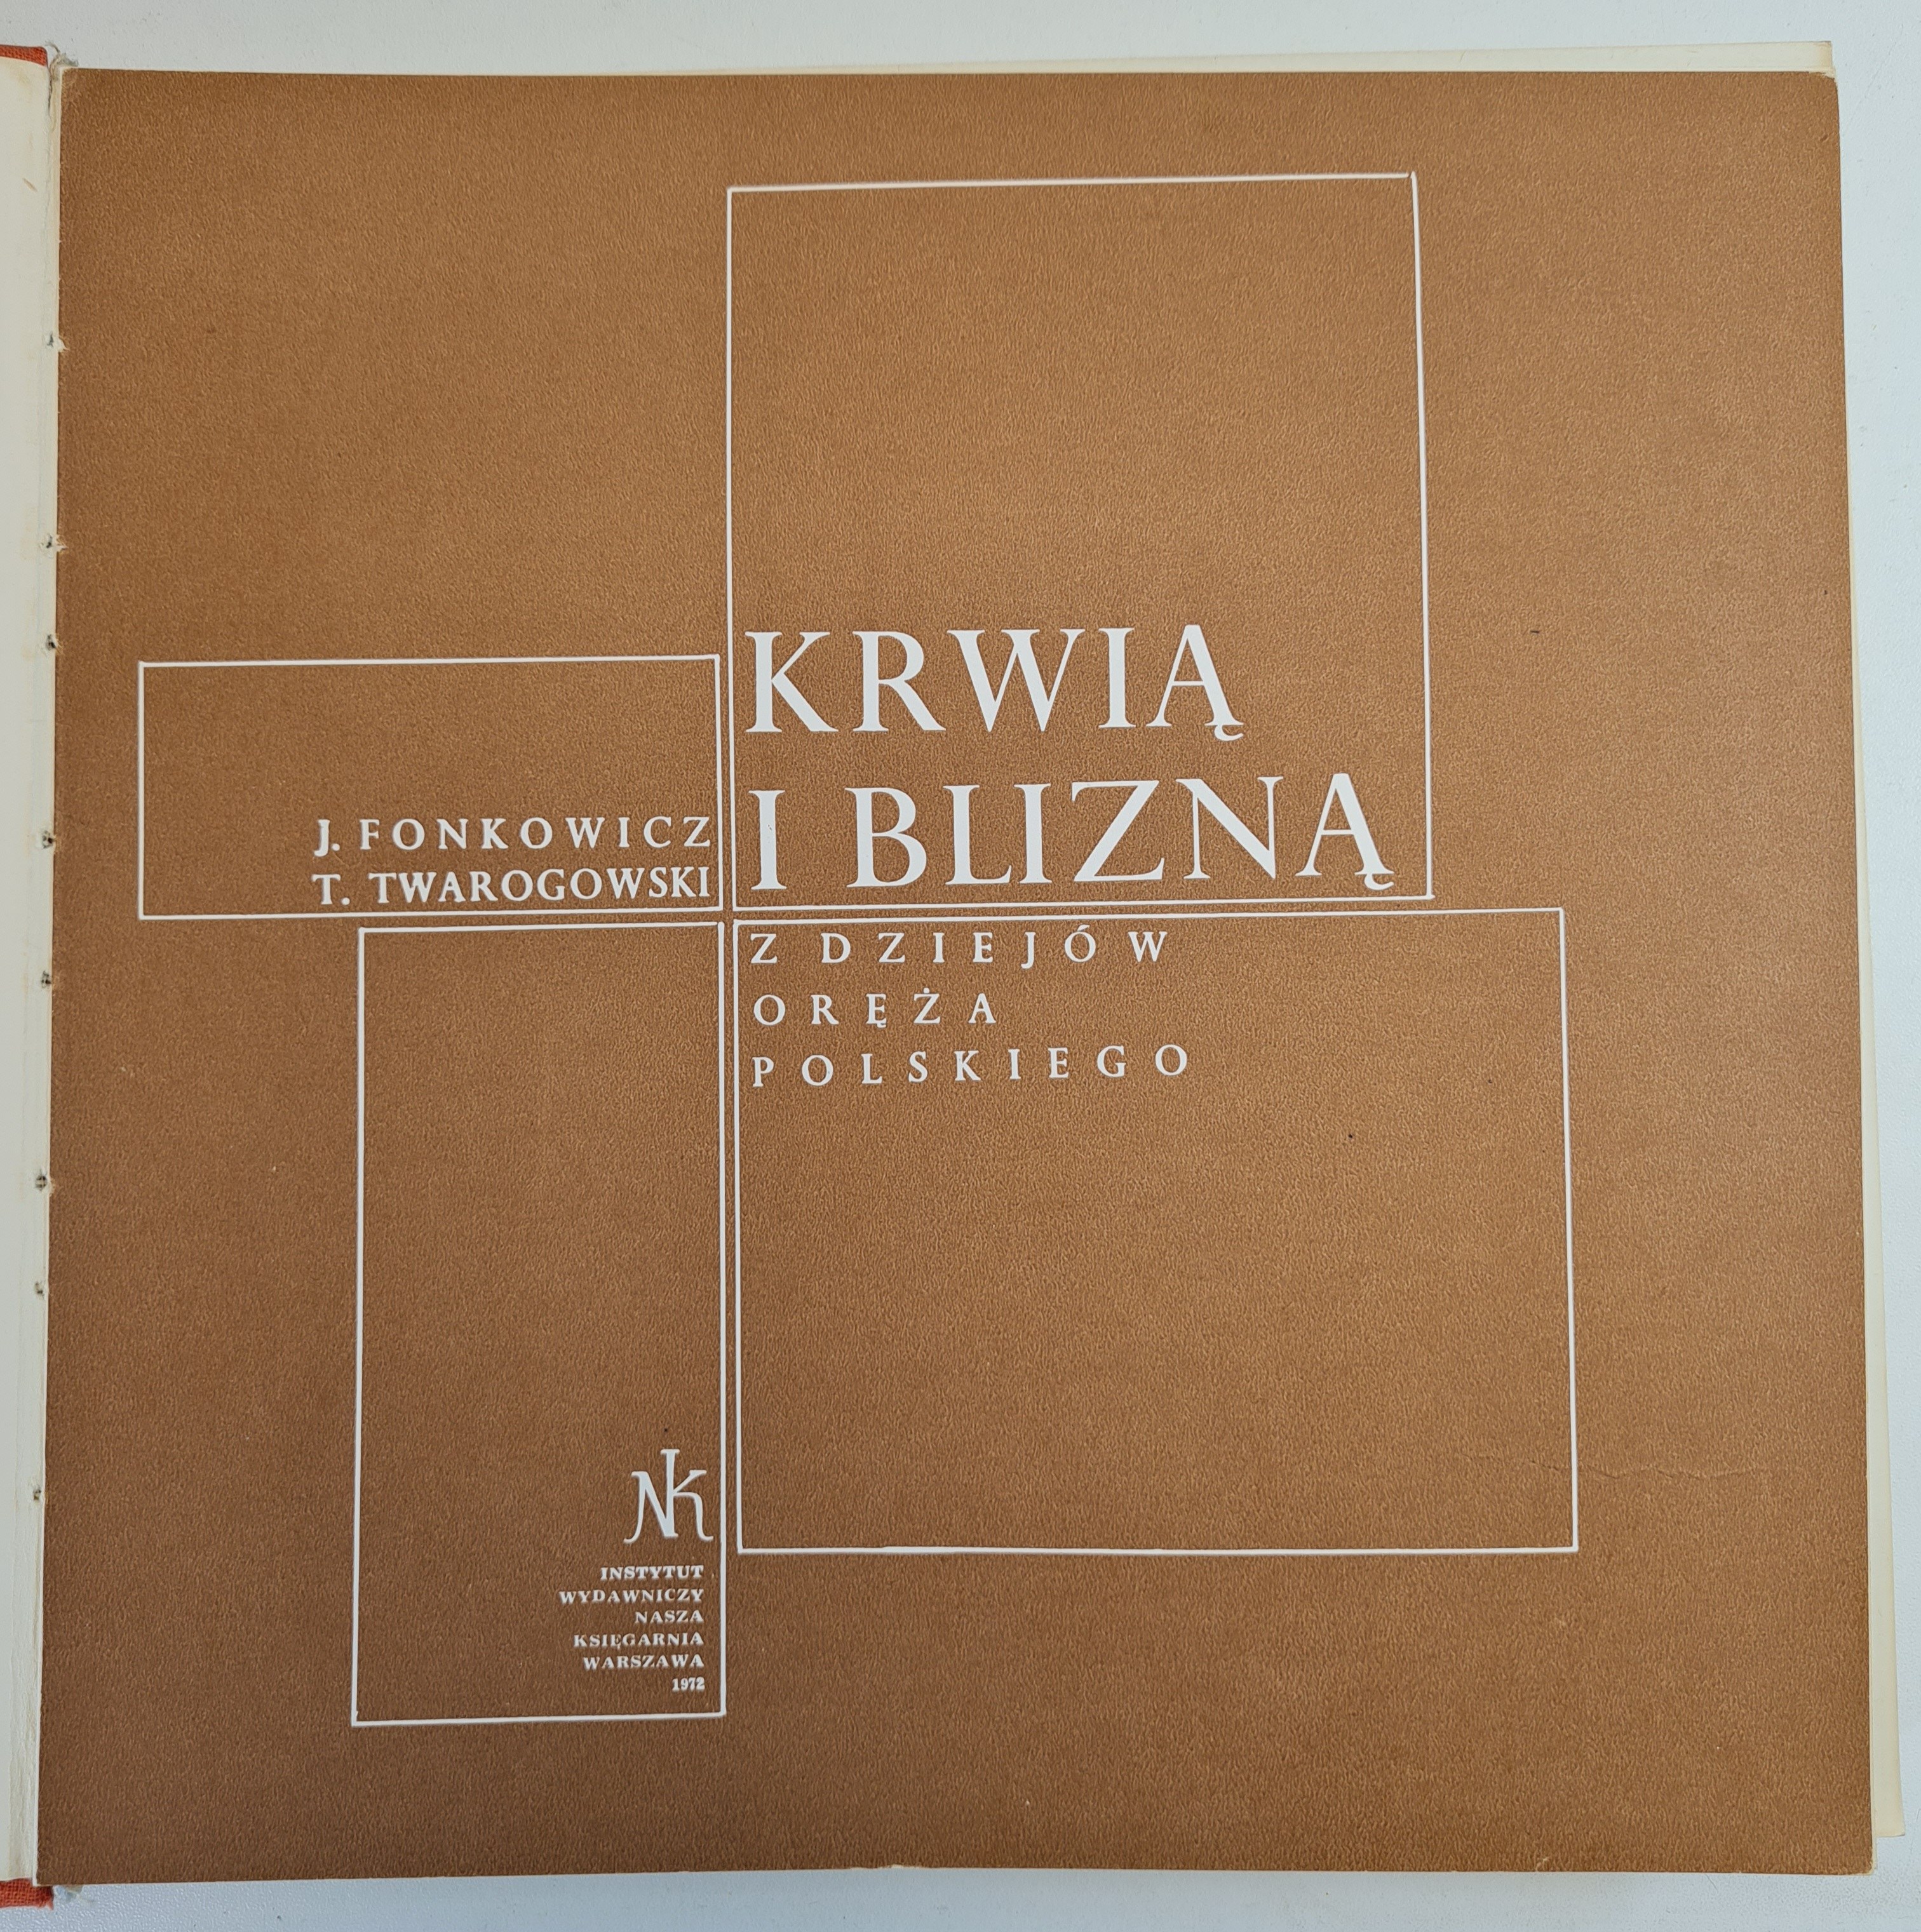 J. FONKOWICZ
T. TWAROGOWSKI
KRWIĄ
I BLIZNĄ
Z DZIEJÓW
ORĘŻA
POLSKIEGO
NK
INSTYTUT
WYDAWNICZY
NASZA
KSIĘGARNIA
WARSZAWA
1972